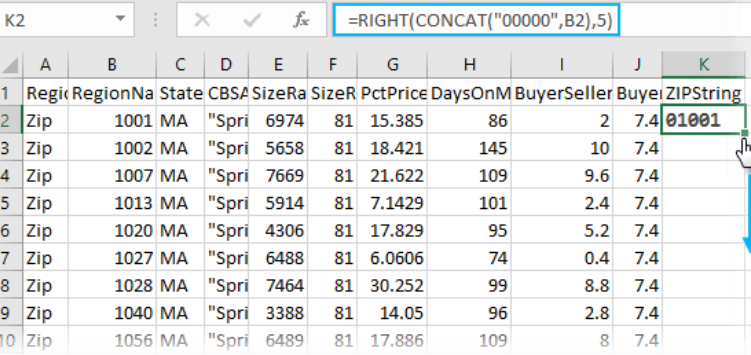 K2 fx =RIGHT(CONCAT("00000",B2),5)
A B C D E F G H I J K
1 Regio RegionNa State CBSA SizeRa SizeR PctPrice DaysOnM BuyerSeller Buyer ZIPString
2 Zip 1001 MA "Spri 6974 81 15.385 86 2 7.4 01001
3 Zip 1002 MA "Spri 5658 81 18.421 145 10 7.4
4 Zip 1007 MA "Spri 7669 81 21.622 109 9.6 7.4
5 Zip 1013 MA "Spri 5914 81 7.1429 101 2.4 7.4
6 Zip 1020 MA "Spri 4306 81 17.829 95 5.2 7.4
7 Zip 1027 MA "Spri 6488 81 6.0606 74 0.4 7.4
8 Zip 1028 MA "Spri 7464 81 30.252 99 8.8 7.4
9 Zip 1040 MA "Spri 3388 81 14.05 96 2.8 7.4
10 Zip 1056 MA "Spri 6489 81 17.886 109 8 7.4